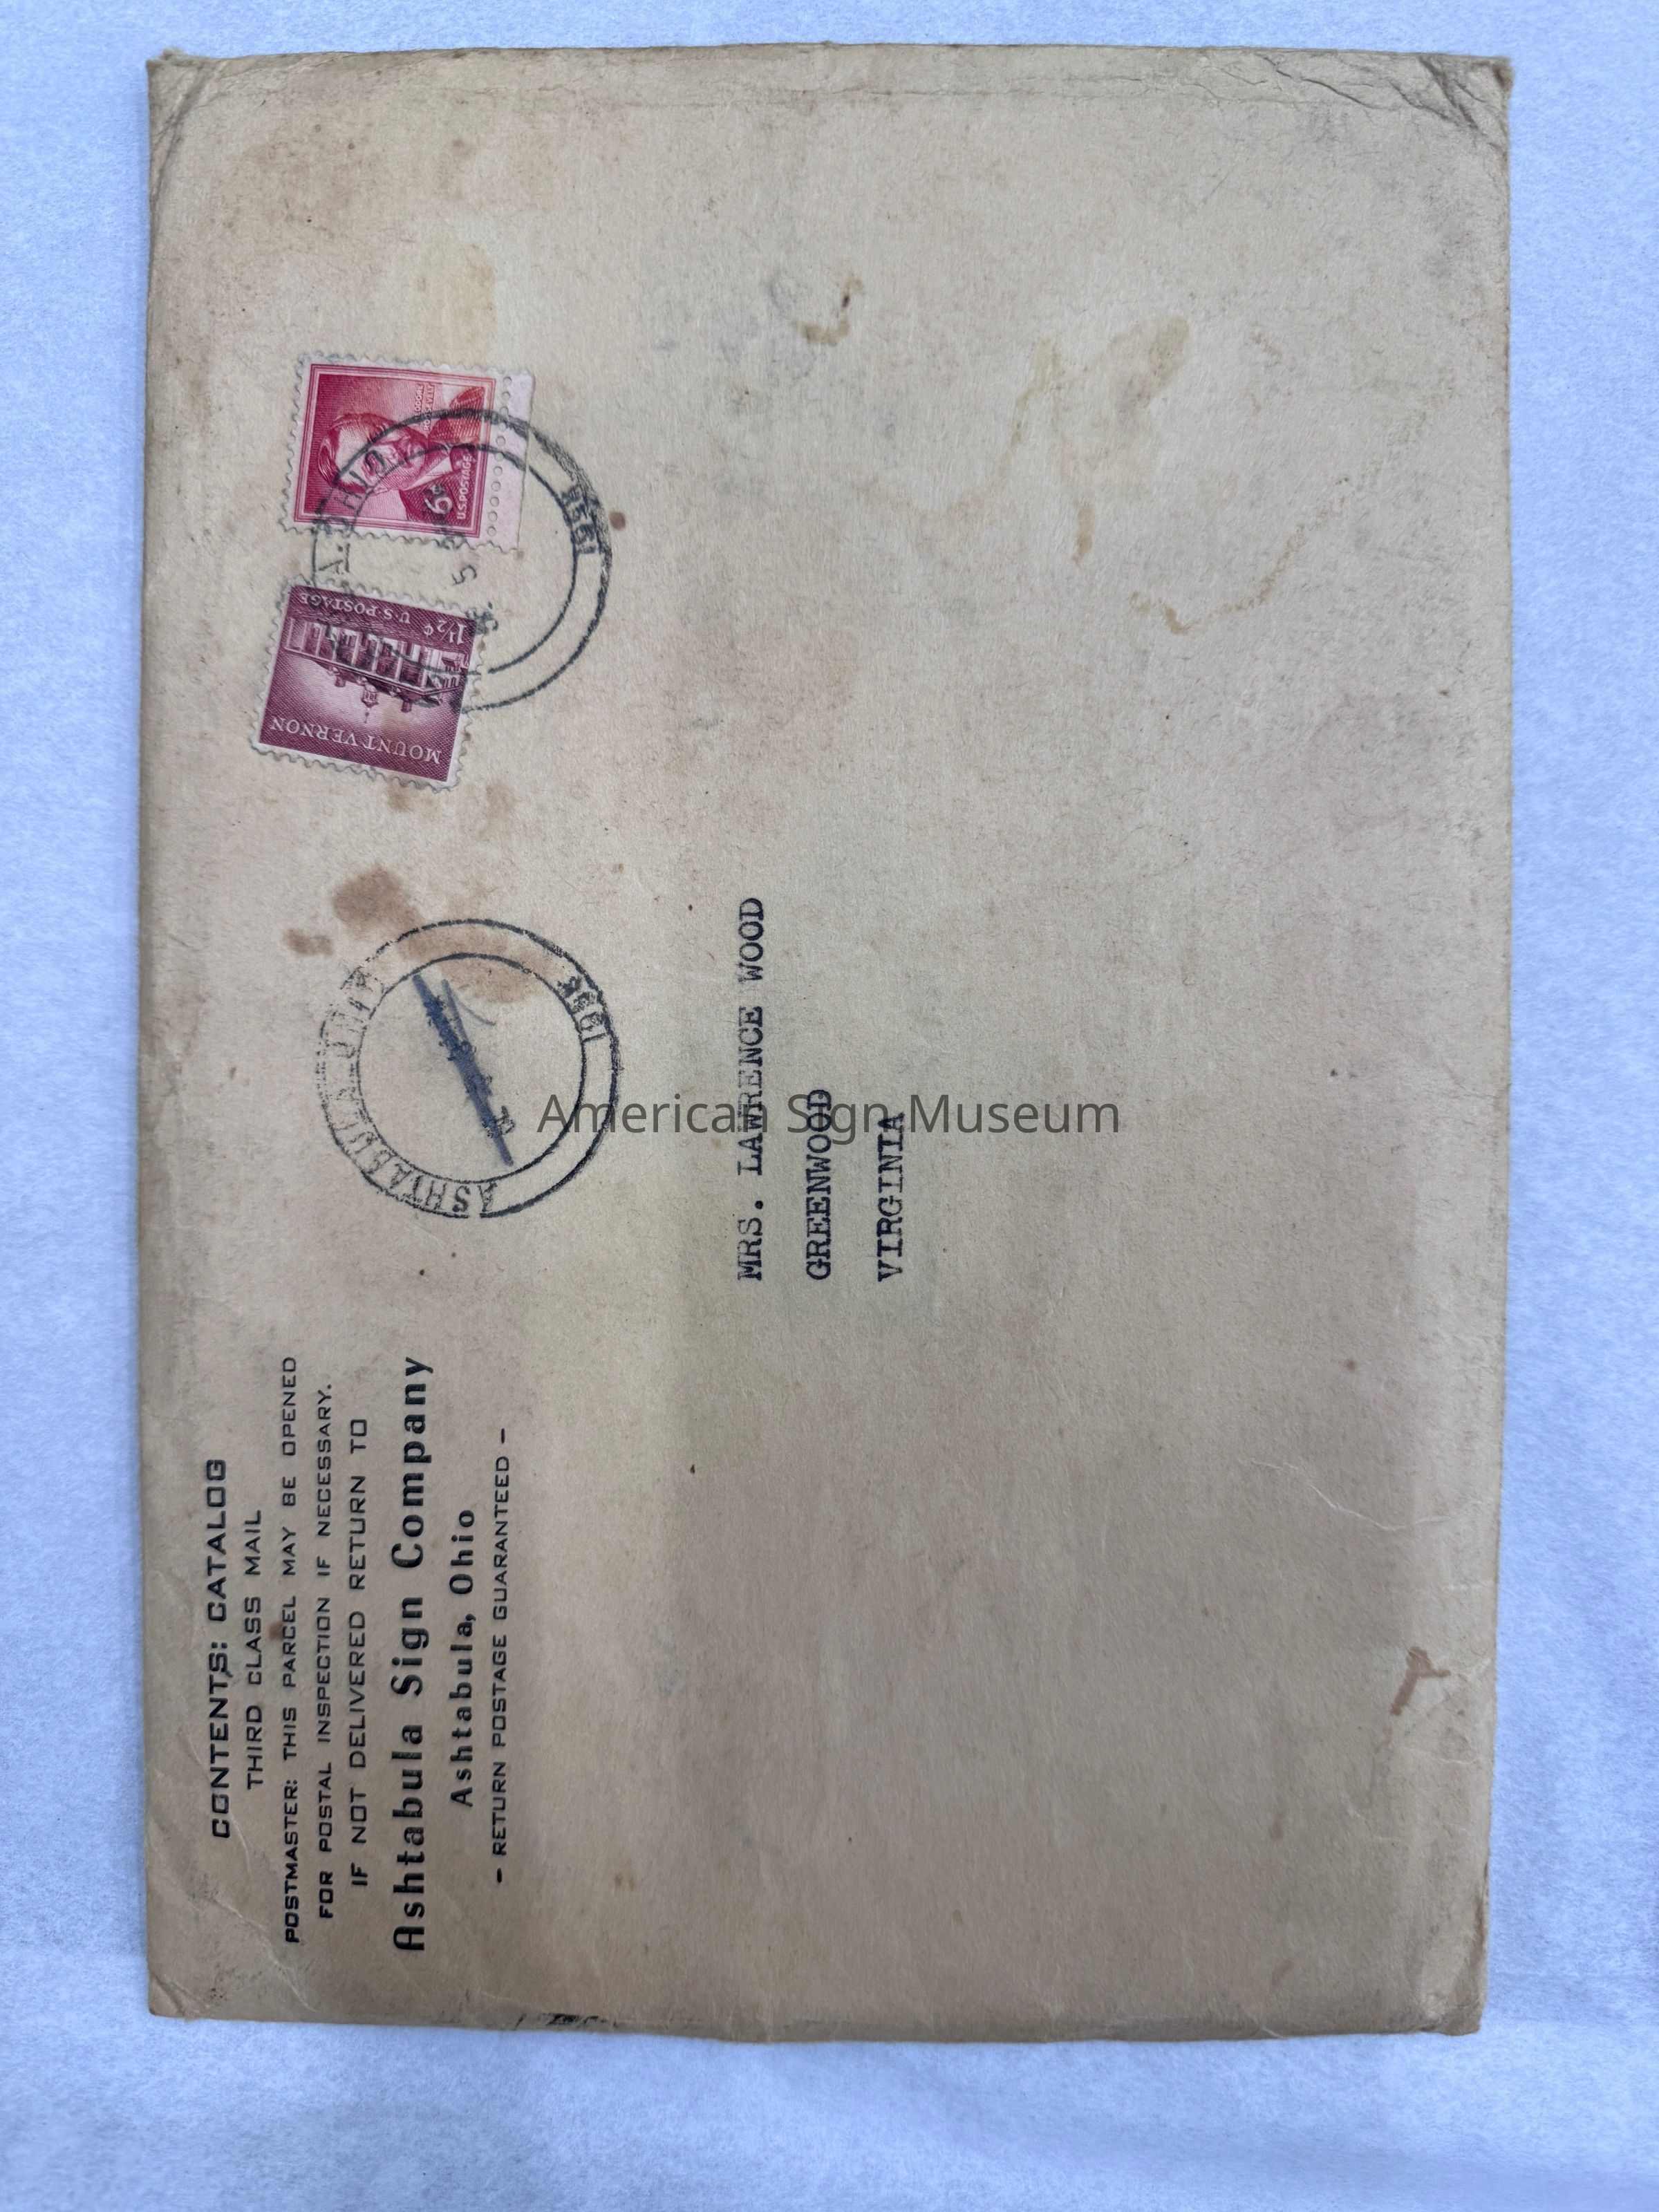 CONTENTS: CATALOG
THIRD CLASS MAIL
POSTMASTER: THIS PARCEL MAY BE OPENED
FOR POSTAL INSPECTION IF NECESSARY.
IF NOT DELIVERED RETURN TO
Ashtabula Sign Company
Ashtabula, Ohio
- RETURN POSTAGE GUARANTEED -
ASHTABULA
MOUNT VERNON
1½¢ U·S·POSTAGE
6¢
U.S.POSTAGE
OHIO
MRS. LAWRENCE WOOD
GREENWOOD
VIRGINIA
American Sign Museum